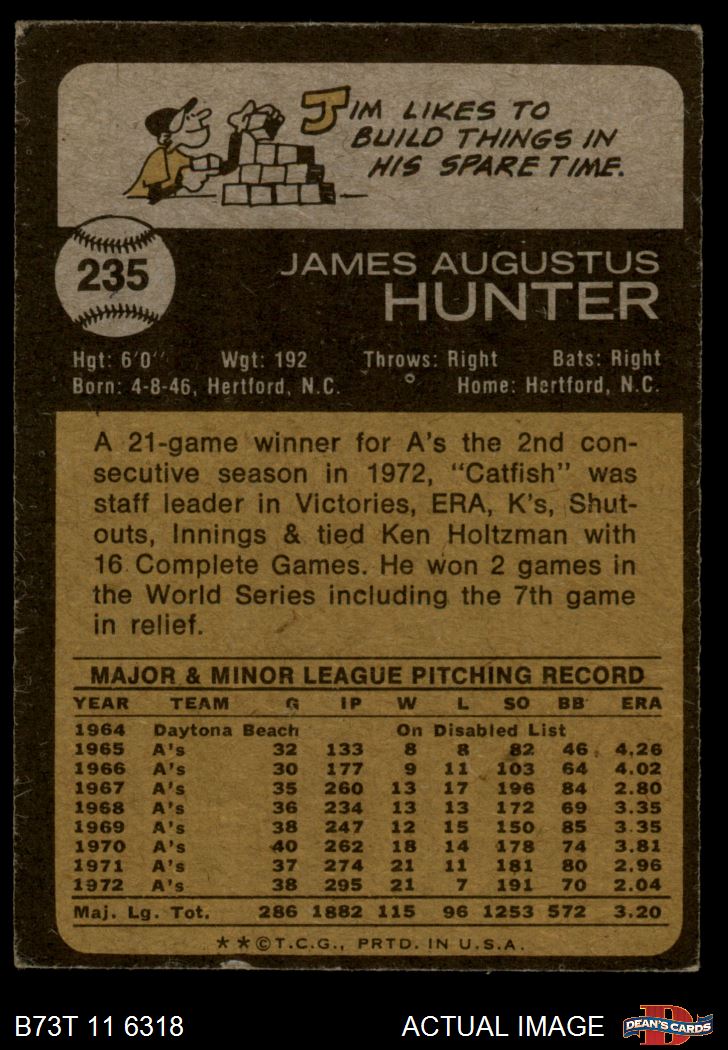 JIM LIKES TO
BUILD THINGS IN
HIS SPARE TIME.
235
JAMES AUGUSTUS
HUNTER
Hgt: 6'0" Wgt: 192 Throws: Right Bats: Right
Born: 4-8-46, Hertford, N.C. Home: Hertford, N.C.
A 21-game winner for A's the 2nd con-
secutive season in 1972, "Catfish" was
staff leader in Victories, ERA, K's, Shut-
outs, Innings & tied Ken Holtzman with
16 Complete Games. He won 2 games in
the World Series including the 7th game
in relief.
MAJOR & MINOR LEAGUE PITCHING RECORD
YEAR TEAM G IP W L SO BB ERA
1964 Daytona Beach On Disabled List
1965 A's 32 133 8 8 82 46 4.26
1966 A's 30 177 9 11 103 64 4.02
1967 A's 35 260 13 17 196 84 2.80
1968 A's 36 234 13 13 172 69 3.35
1969 A's 38 247 12 15 150 85 3.35
1970 A's 40 262 18 14 178 74 3.81
1971 A's 37 274 21 11 181 80 2.96
1972 A's 38 295 21 7 191 70 2.04
Maj. Lg. Tot. 286 1882 115 96 1253 572 3.20
**©T.C.G., PRTD. IN U.S.A.
B73T 11 6318 ACTUAL IMAGE DEAN'S CARDS